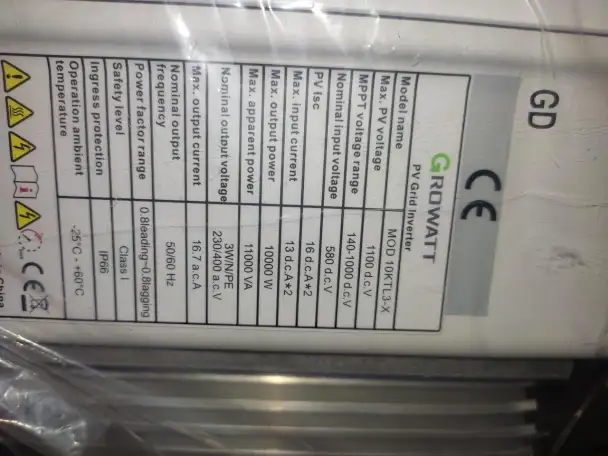 GD
CE
GROWATT
PV Grid Inverter
Model name MOD 10KTL3-X
Max. PV voltage 1100 d.c.V
MPPT voltage range 140-1000 d.c.V
Nominal input voltage 580 d.c.V
PV Isc 16 d.c.A*2
Max. input current 13 d.c.A*2
Max. output power 10000 W
Max. apparent power 11000 VA
Nominal output voltage 3W/N/PE
230/400 a.c.V
Max. output current 16.7 a.c.A
Nominal output
frequency 50/60 Hz
Power factor range 0.8leading~0.8lagging
Safety level Class I
Ingress protection IP66
Operation ambient
temperature -25°C - +60°C
CE
China